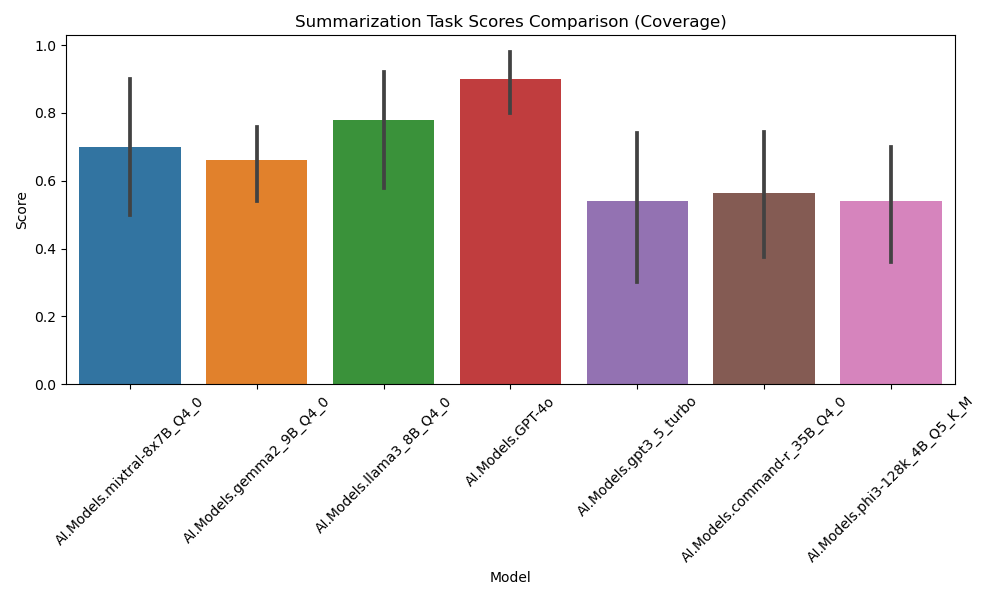 Summarization Task Scores Comparison (Coverage)
Score
1.0
0.8
0.6
0.4
0.2
0.0
AI.Models.mixtral-8x7B_Q4_0
AI.Models.gemma2_9B_Q4_0
AI.Models.llama3_8B_Q4_0
AI.Models.GPT-4o
AI.Models.gpt3_5_turbo
AI.Models.command-r_35B_Q4_0
AI.Models.phi3-128k_4B_Q5_K_M
Model